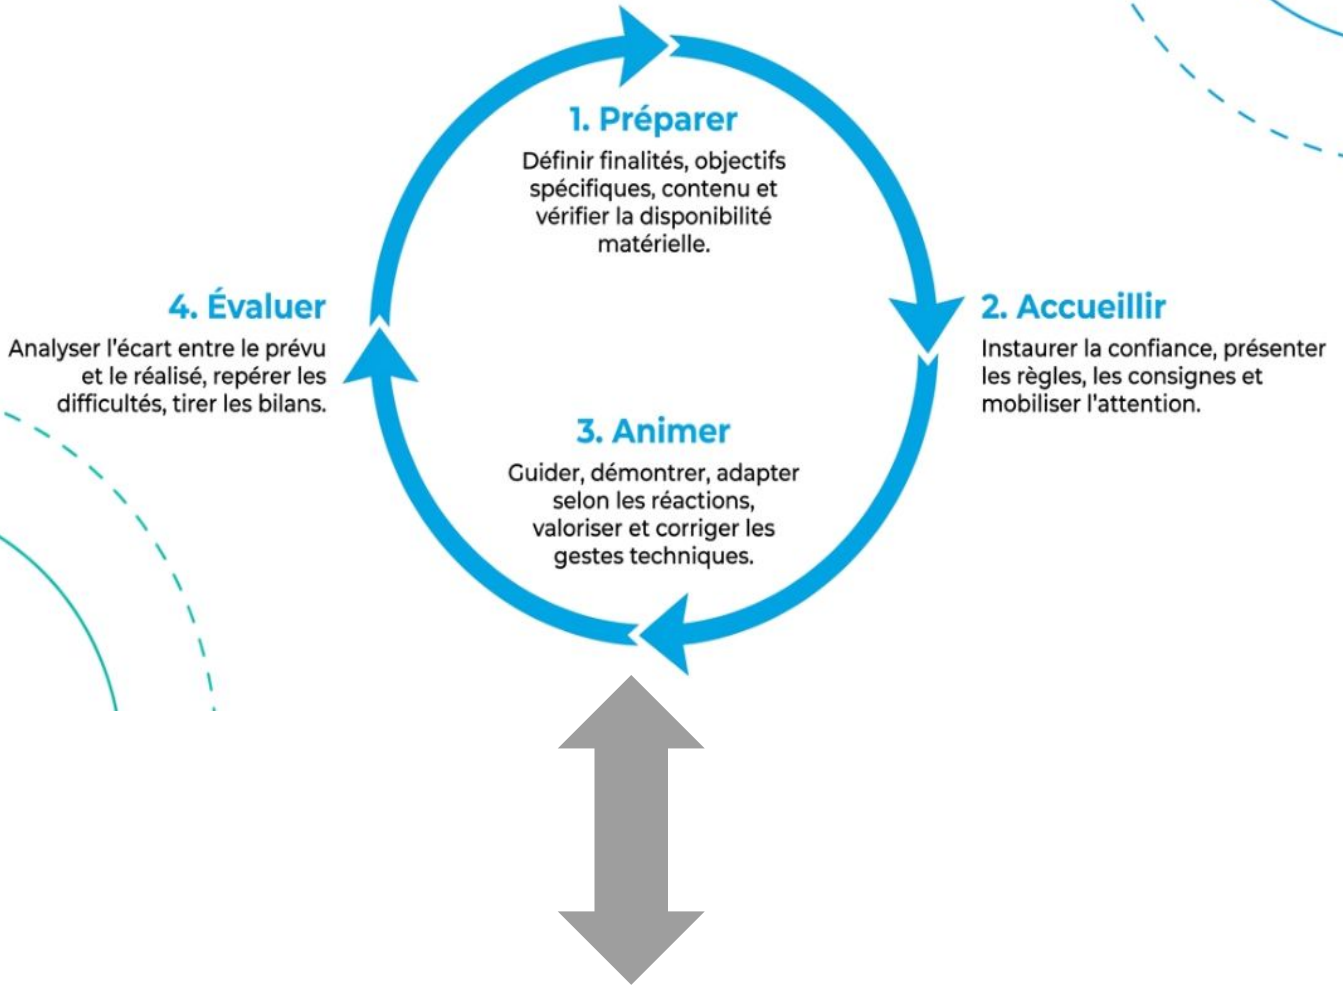 1. Préparer
Définir finalités, objectifs
spécifiques, contenu et
vérifier la disponibilité
matérielle.
2. Accueillir
Instaurer la confiance, présenter
les règles, les consignes et
mobiliser l'attention.
3. Animer
Guider, démontrer, adapter
selon les réactions,
valoriser et corriger les
gestes techniques.
4. Évaluer
Analyser l'écart entre le prévu
et le réalisé, repérer les
difficultés, tirer les bilans.